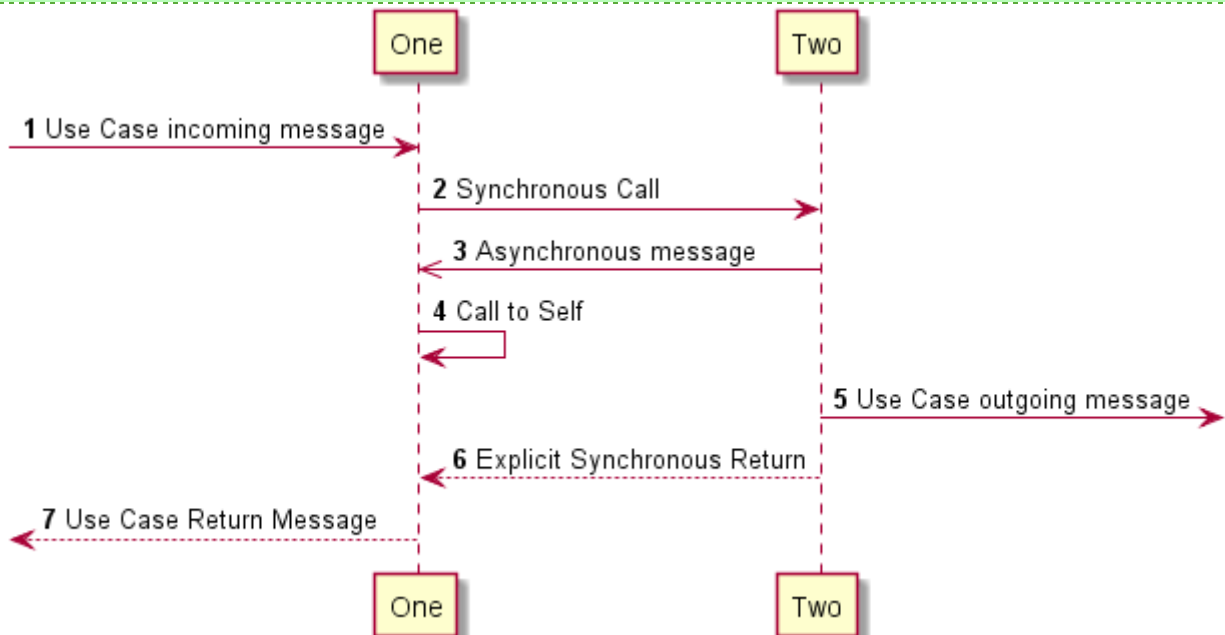 One
Two
1 Use Case incoming message
2 Synchronous Call
3 Asynchronous message
4 Call to Self
5 Use Case outgoing message
6 Explicit Synchronous Return
7 Use Case Return Message
One
Two